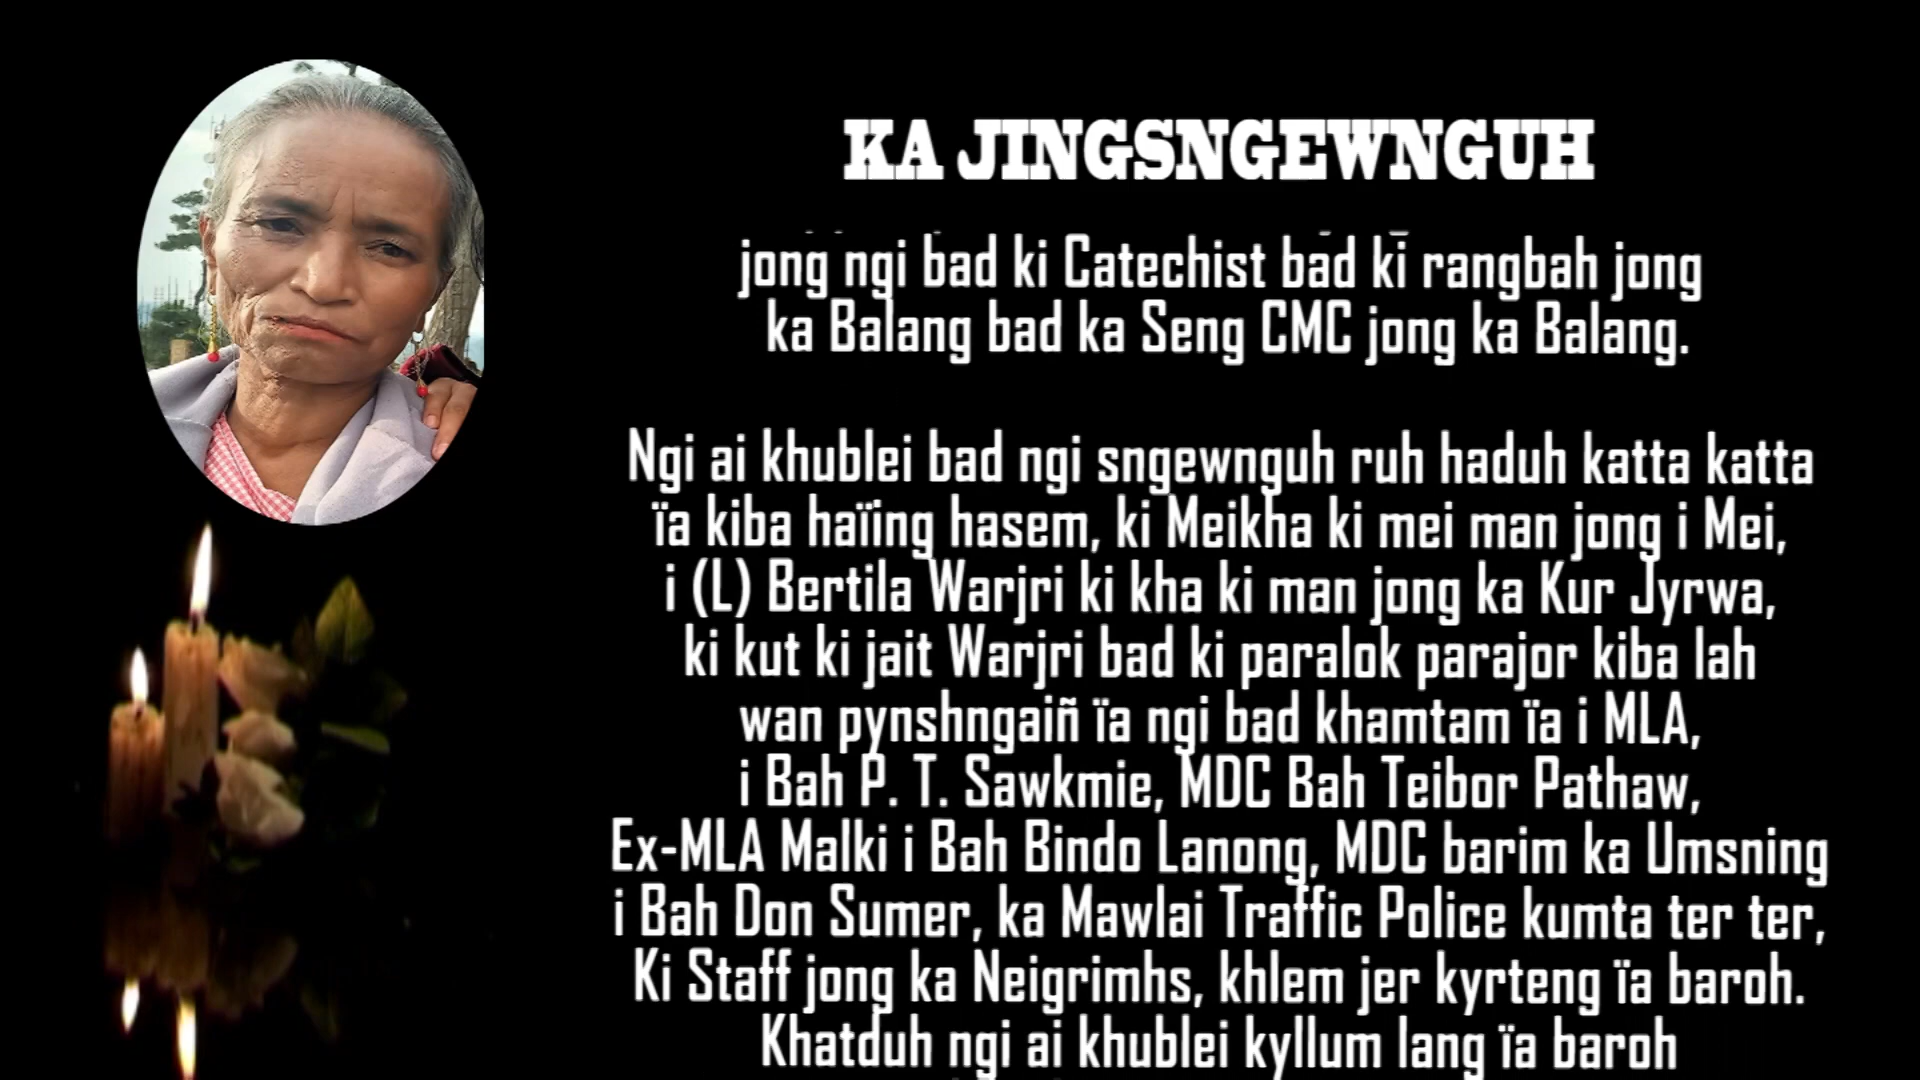 KA JINGSNGEWNGUH
jong ngi bad ki Catechist bad ki rangbah jong
ka Balang bad ka Seng CMC jong ka Balang.
Ngi ai khublei bad ngi sngewnguh ruh haduh katta katta
ïa kiba haïing hasem, ki Meikha ki mei man jong i Mei,
i (L) Bertila Warjri ki kha ki man jong ka Kur Jyrwa,
ki kut ki jait Warjri bad ki paralok parajor kiba lah
wan pynshngaiñ ïa ngi bad khamtam ïa i MLA,
i Bah P. T. Sawkmie, MDC Bah Teibor Pathaw,
Ex-MLA Malki i Bah Bindo Lanong, MDC barim ka Umsning
i Bah Don Sumer, ka Mawlai Traffic Police kumta ter ter,
Ki Staff jong ka Neigrimhs, khlem jer kyrteng ïa baroh.
Khatduh ngi ai khublei kyllum lang ïa baroh